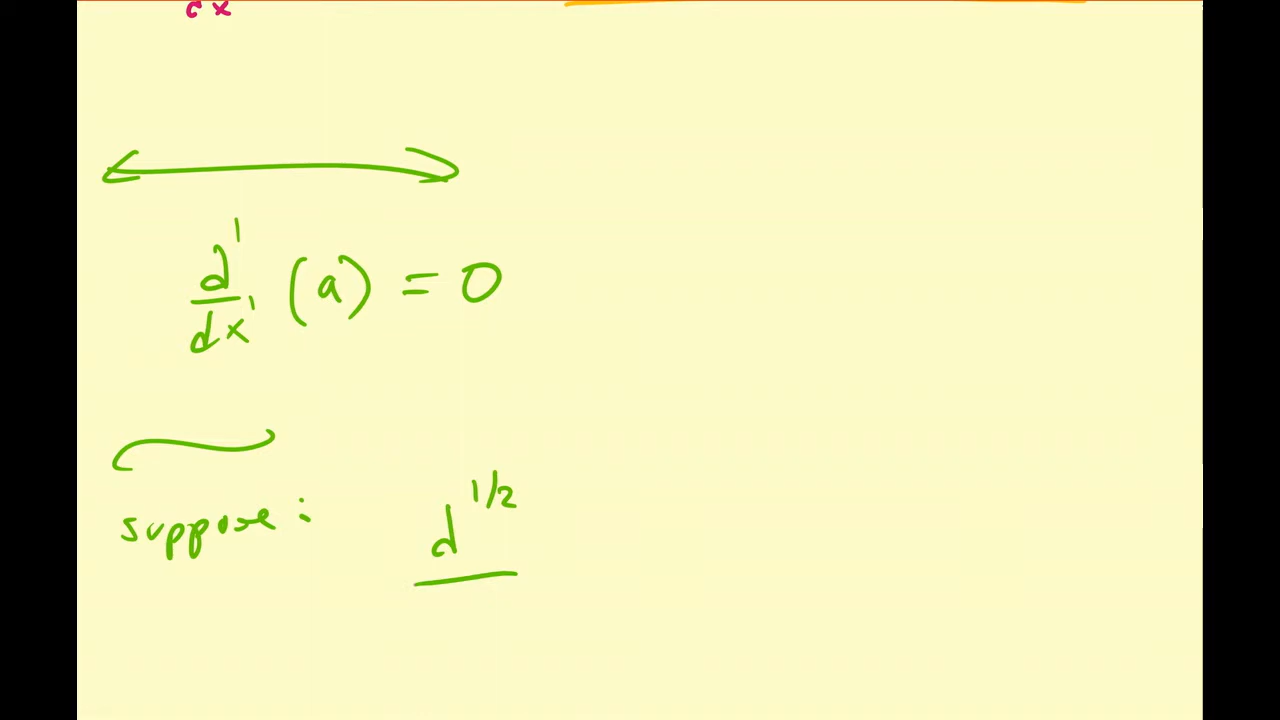 d¹/dx¹ (a) = 0
suppose : d^1/2